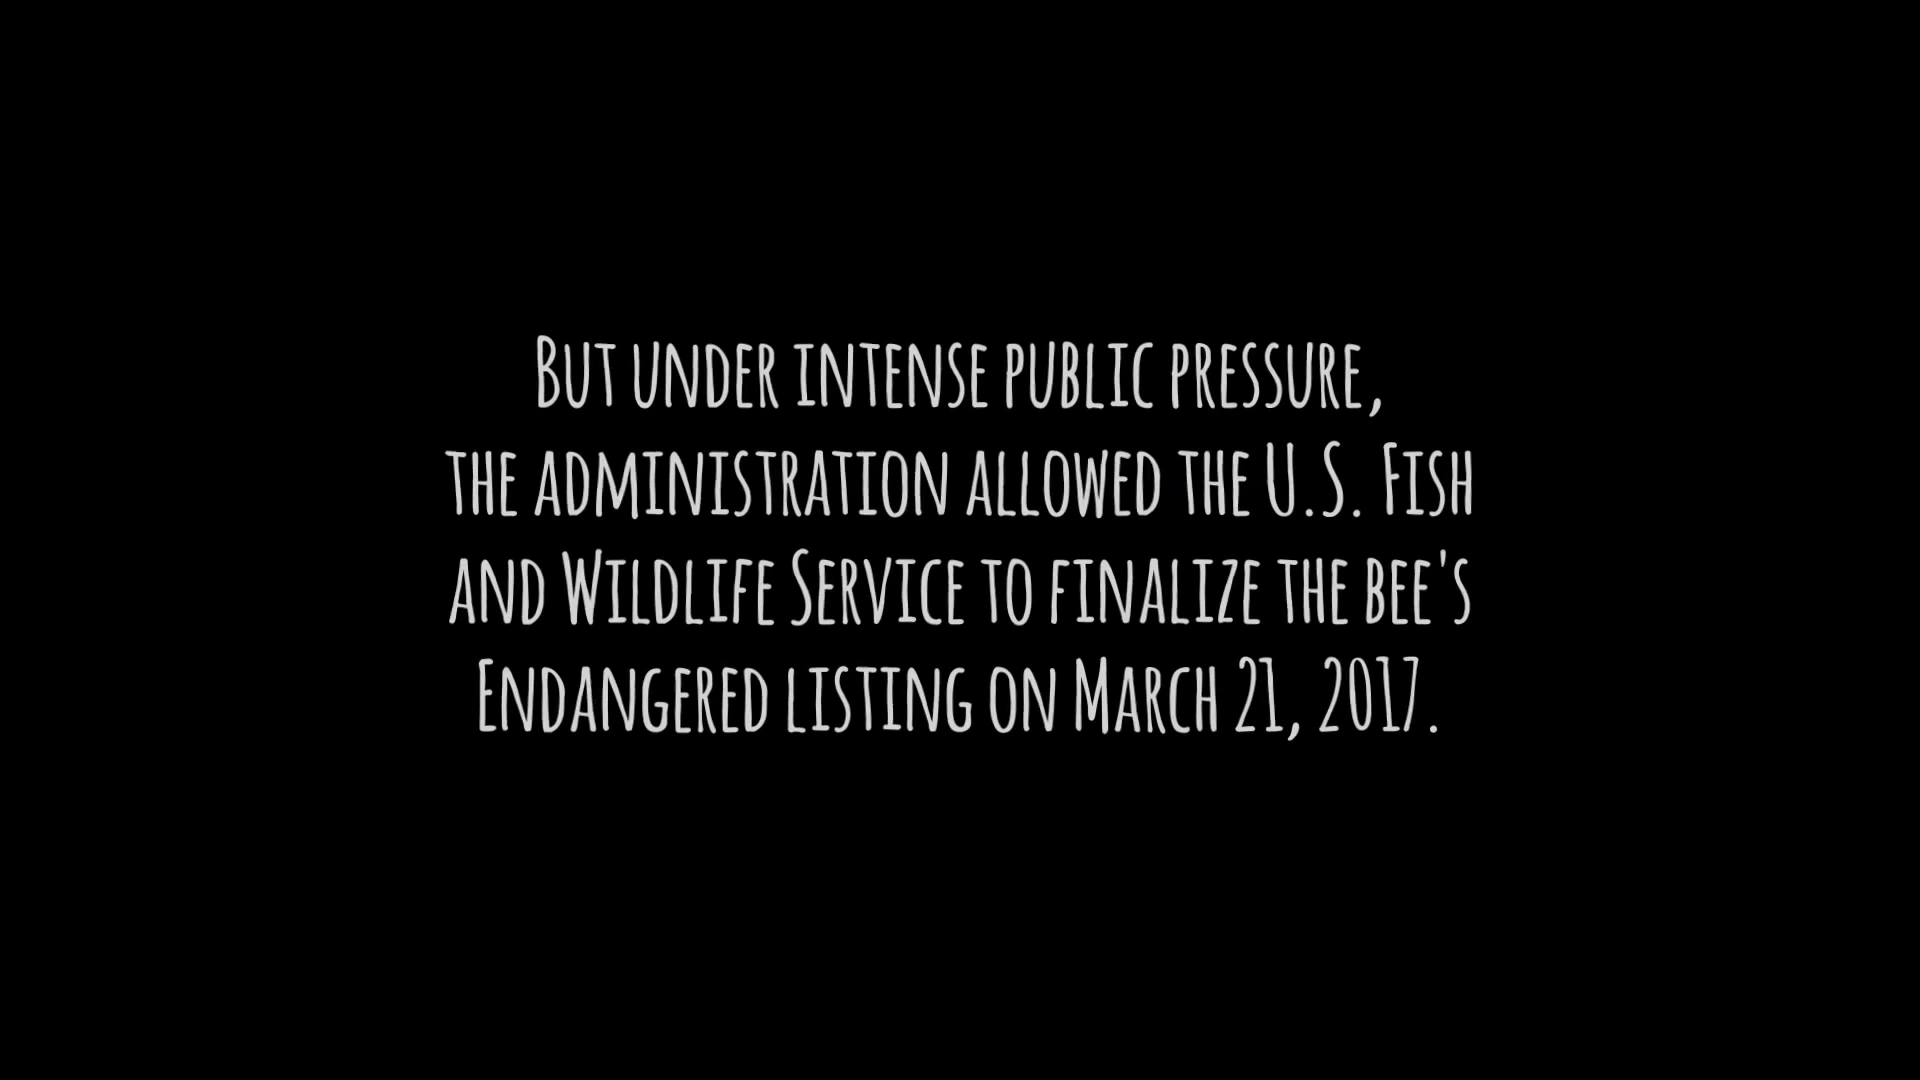 But under intense public pressure,
the administration allowed the U.S. Fish
and Wildlife Service to finalize the bee's
Endangered listing on March 21, 2017.